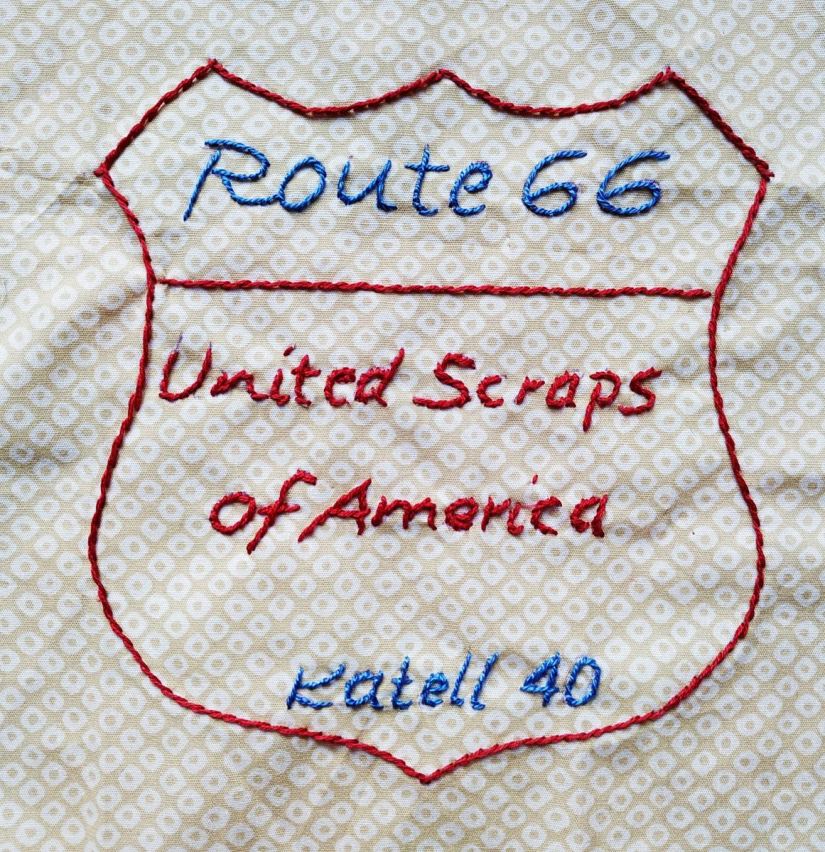 Route 66
United Scraps
of America
Katell 40